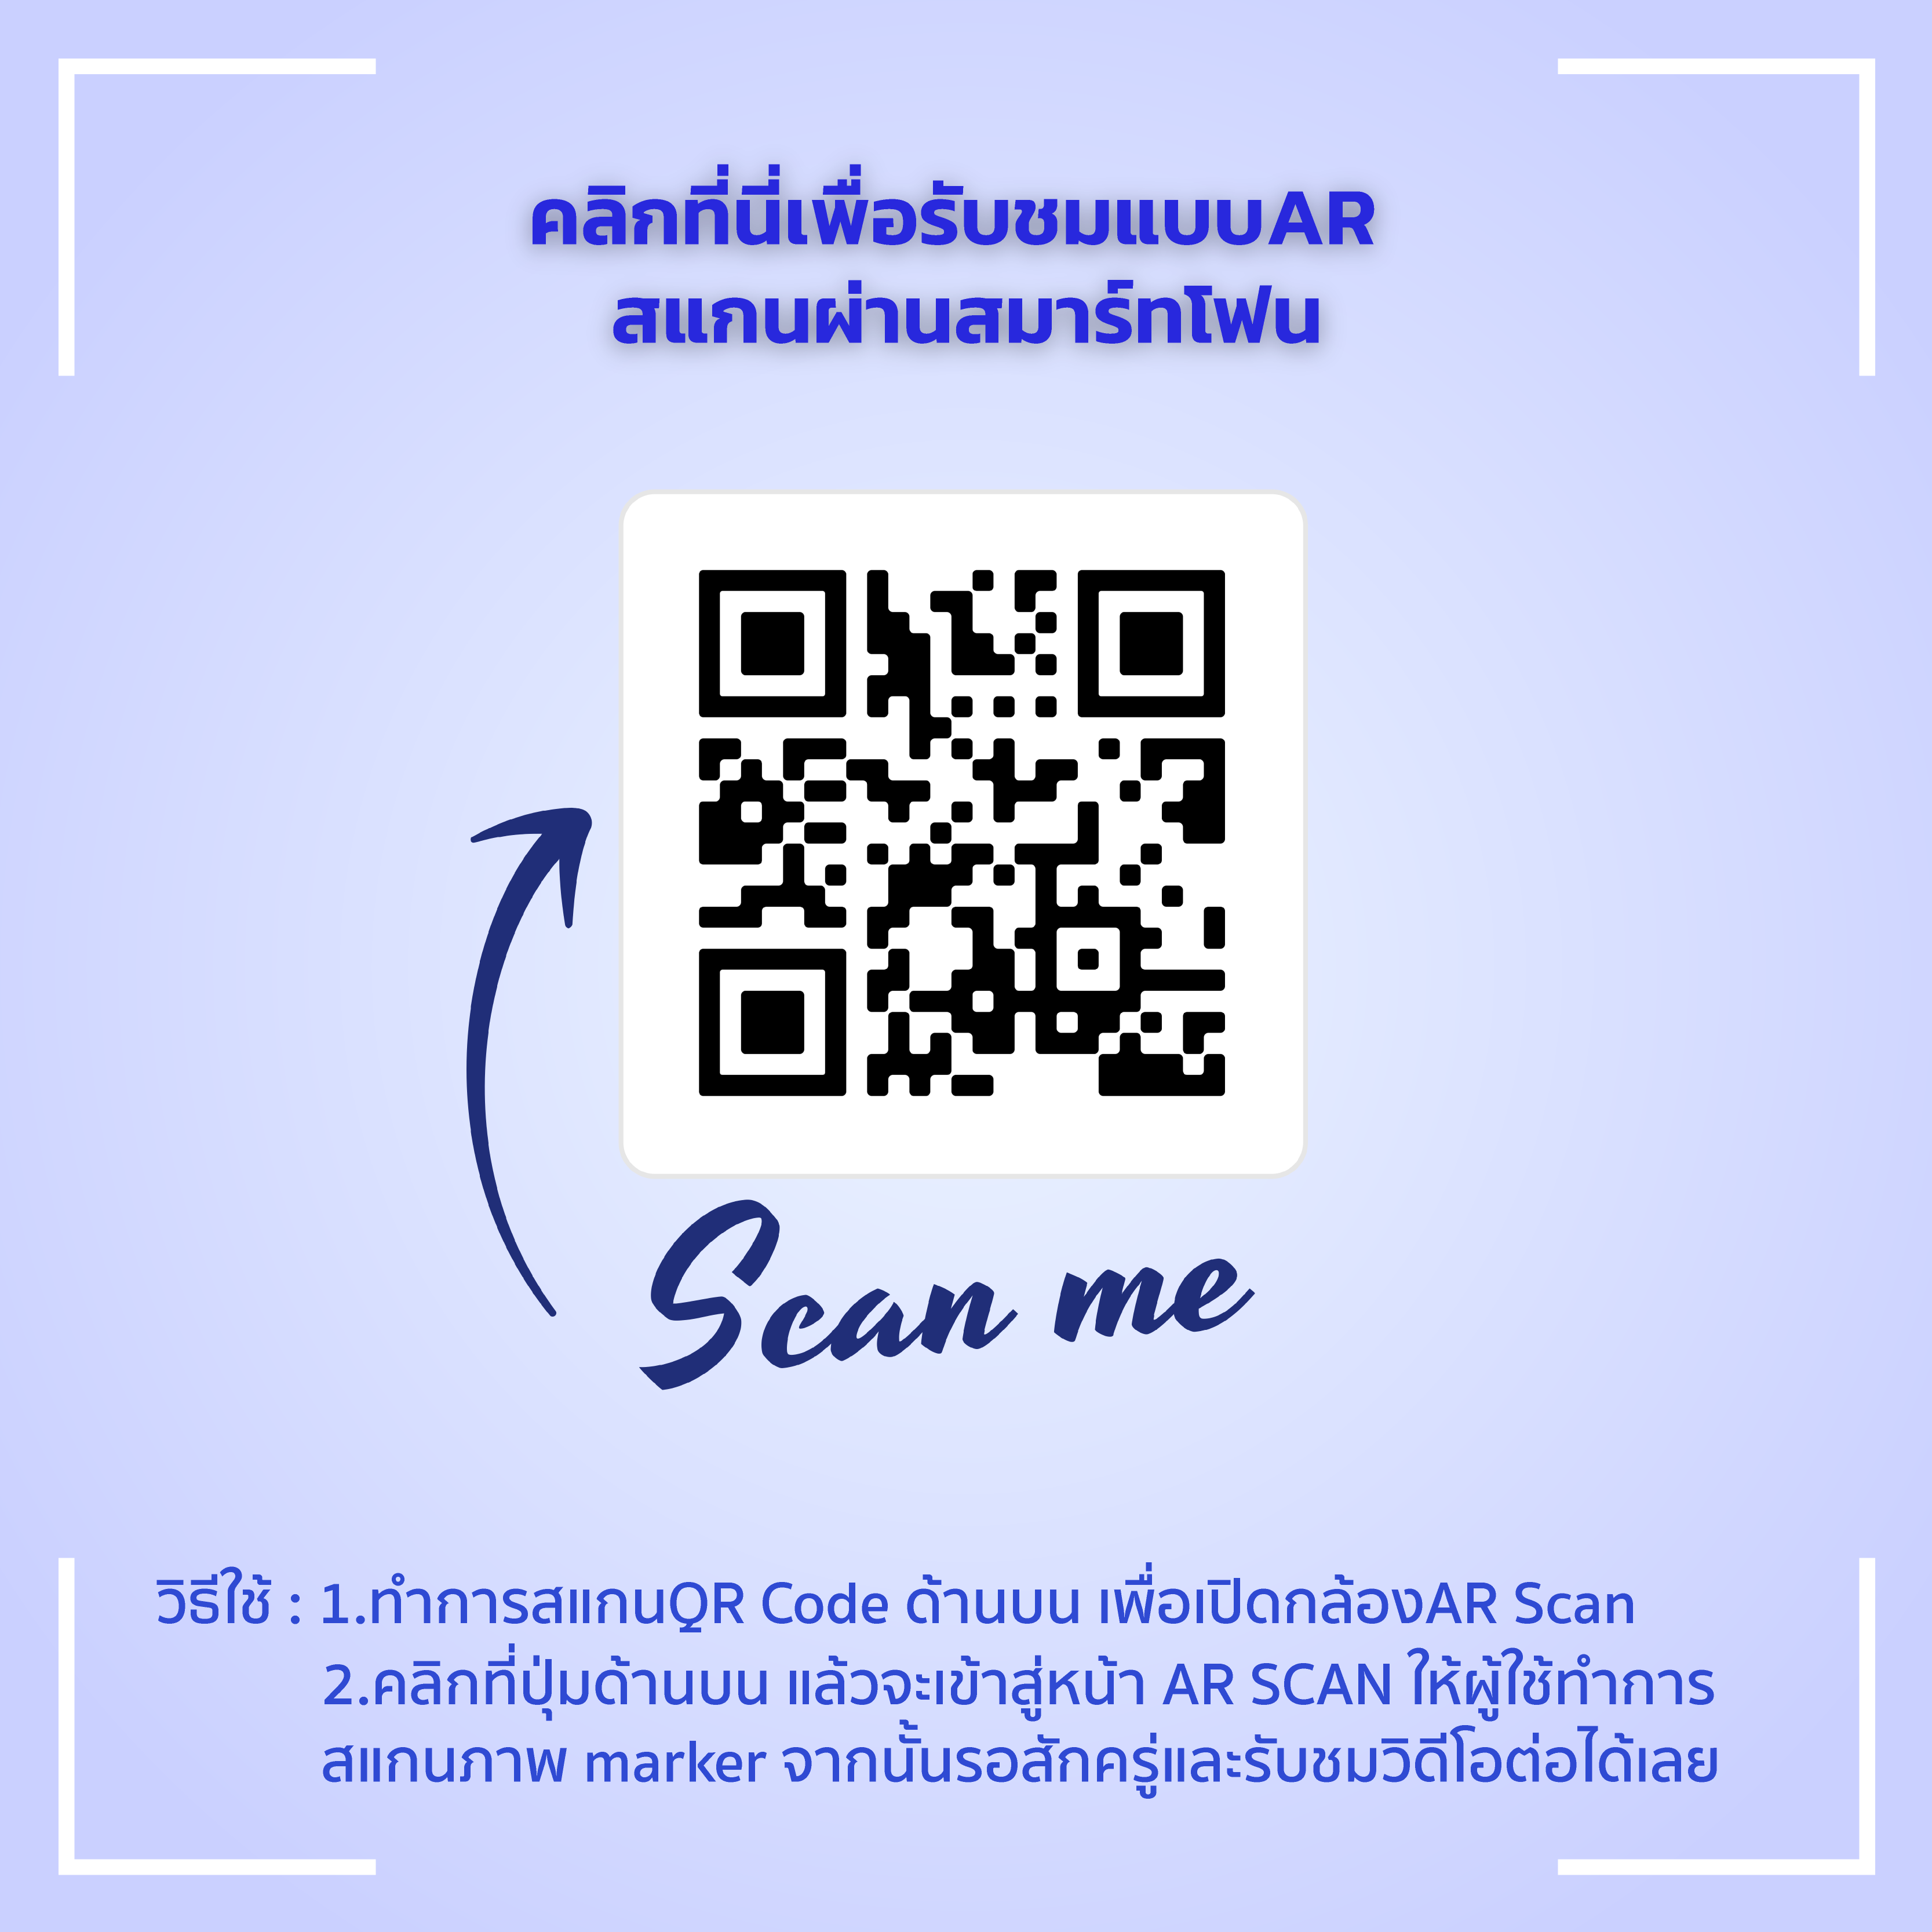 คลิกที่นี่เพื่อรับชมแบบAR
สแกนผ่านสมาร์ทโฟน
Scan me
วิธีใช้ : 1.ทำการสแกนQR Code ด้านบน เพื่อเปิดกล้องAR Scan
2.คลิกที่ปุ่มด้านบน แล้วจะเข้าสู่หน้า AR SCAN ให้ผู้ใช้ทำการ
สแกนภาพ marker จากนั้นรอสักครู่และรับชมวิดีโอต่อได้เลย